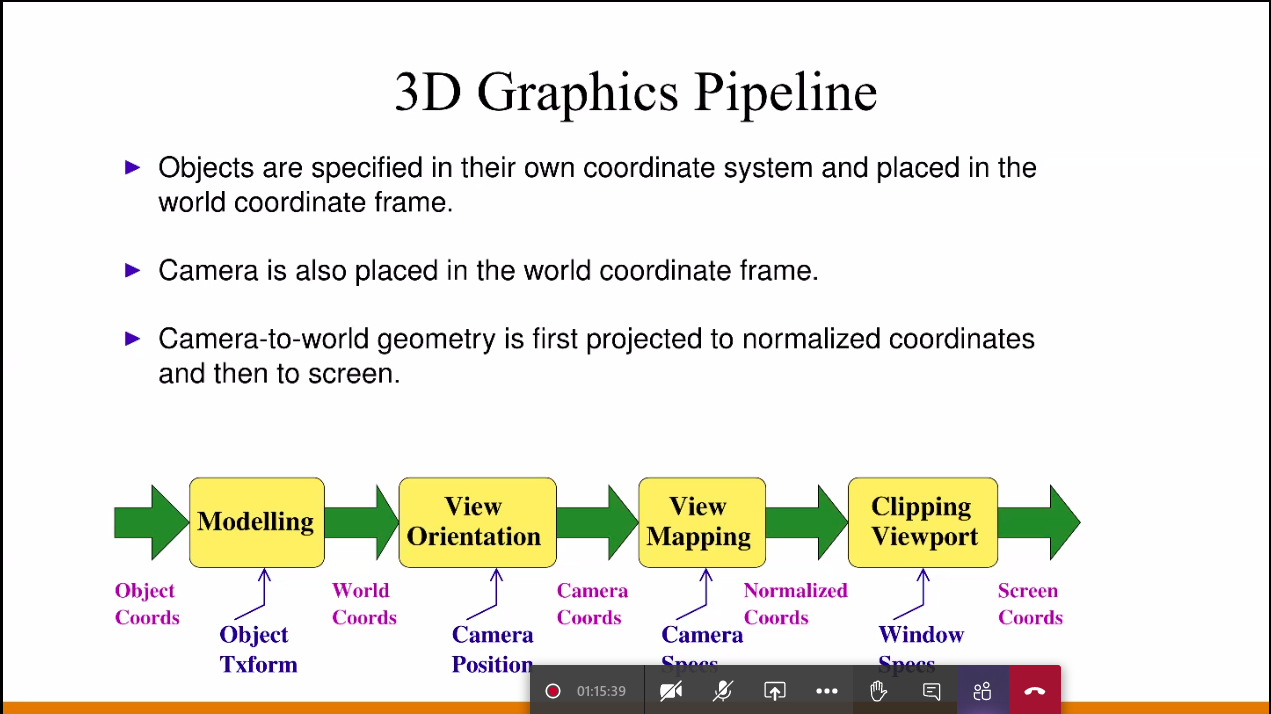 3D Graphics Pipeline
Objects are specified in their own coordinate system and placed in the
world coordinate frame.
Camera is also placed in the world coordinate frame.
Camera-to-world geometry is first projected to normalized coordinates
and then to screen.
Modelling
View
Orientation
View
Mapping
Clipping
Viewport
Object
Coords
World
Coords
Camera
Coords
Normalized
Coords
Screen
Coords
Object
Txform
Camera
Position
Camera
Specs
Window
Specs
01:15:39